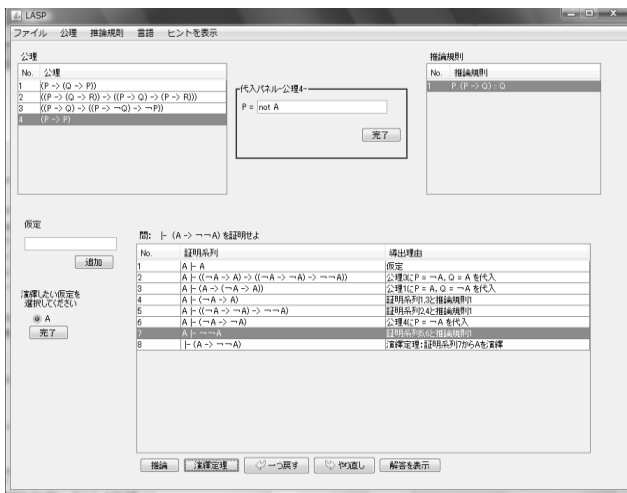 LASP
ファイル 公理 推論規則 言語 ヒントを表示
公理
No. 公理
1 (P -> (Q -> P))
2 ((P -> (Q -> R)) -> ((P -> Q) -> (P -> R)))
3 ((P -> Q) -> ((P -> ¬Q) -> ¬P))
4 (P -> P)
代入パネル-公理4-
P = not A
完了
推論規則
No. 推論規則
1 P, (P -> Q) : Q
仮定
追加
演繹したい仮定を
選択してください
A
完了
問: |- (A -> ¬¬A) を証明せよ
No. 証明系列 導出理由
1 A |- A 仮定
2 A |- ((¬A -> A) -> ((¬A -> ¬A) -> ¬¬A)) 公理3にP = ¬A, Q = A を代入
3 A |- (A -> (¬A -> A)) 公理1にP = A, Q = ¬A を代入
4 A |- (¬A -> A) 証明系列1,3と推論規則1
5 A |- ((¬A -> ¬A) -> ¬¬A) 証明系列2,4と推論規則1
6 A |- (¬A -> ¬A) 公理4にP = ¬A を代入
7 A |- ¬¬A 証明系列5,6と推論規則1
8 |- (A -> ¬¬A) 演繹定理:証明系列7からAを演繹
推論 演繹定理 一つ戻す やり直し 解答を表示